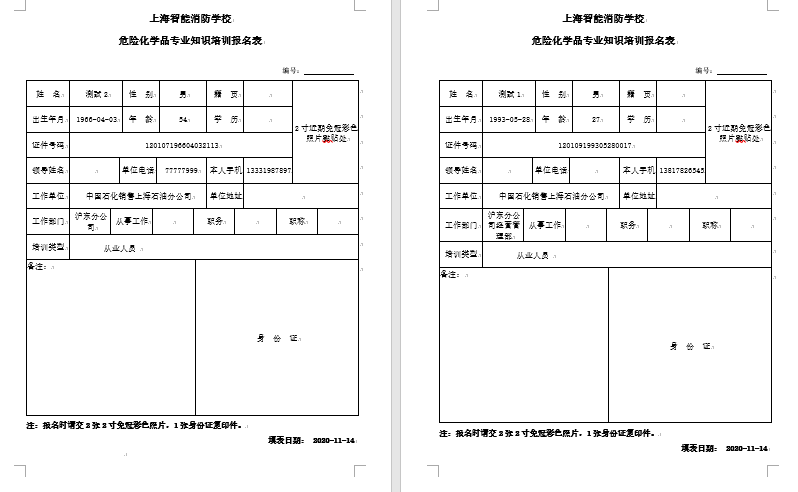 上海智能消防学校
危险化学品专业知识培训报名表
编号：
姓 名 测试2 性 别 男 籍 贯
出生年月 1966-04-03 年 龄 54 学 历
2寸近期免冠彩色照片粘贴处
证件号码 120107196604032113
领导姓名 单位电话 77777999 本人手机 13331987897
工作单位 中国石化销售上海石油分公司 单位地址
工作部门 沪东分公司 从事工作 职务 职称
培训类型 从业人员
备注：
身 份 证
注：报名时请交2张2寸免冠彩色照片，1张身份证复印件。
填表日期： 2020-11-14
上海智能消防学校
危险化学品专业知识培训报名表
编号：
姓 名 测试1 性 别 男 籍 贯
出生年月 1993-05-28 年 龄 27 学 历
2寸近期免冠彩色照片粘贴处
证件号码 120109199305280017
领导姓名 单位电话 本人手机 13817826545
工作单位 中国石化销售上海石油分公司 单位地址
工作部门 沪东分公司经营管理部 从事工作 职务 职称
培训类型 从业人员
备注：
身 份 证
注：报名时请交2张2寸免冠彩色照片，1张身份证复印件。
填表日期： 2020-11-14